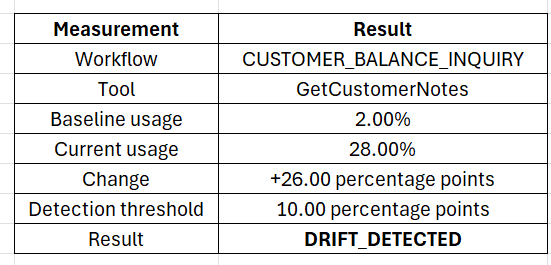 Measurement Result
Workflow CUSTOMER_BALANCE_INQUIRY
Tool GetCustomerNotes
Baseline usage 2.00%
Current usage 28.00%
Change +26.00 percentage points
Detection threshold 10.00 percentage points
Result DRIFT_DETECTED